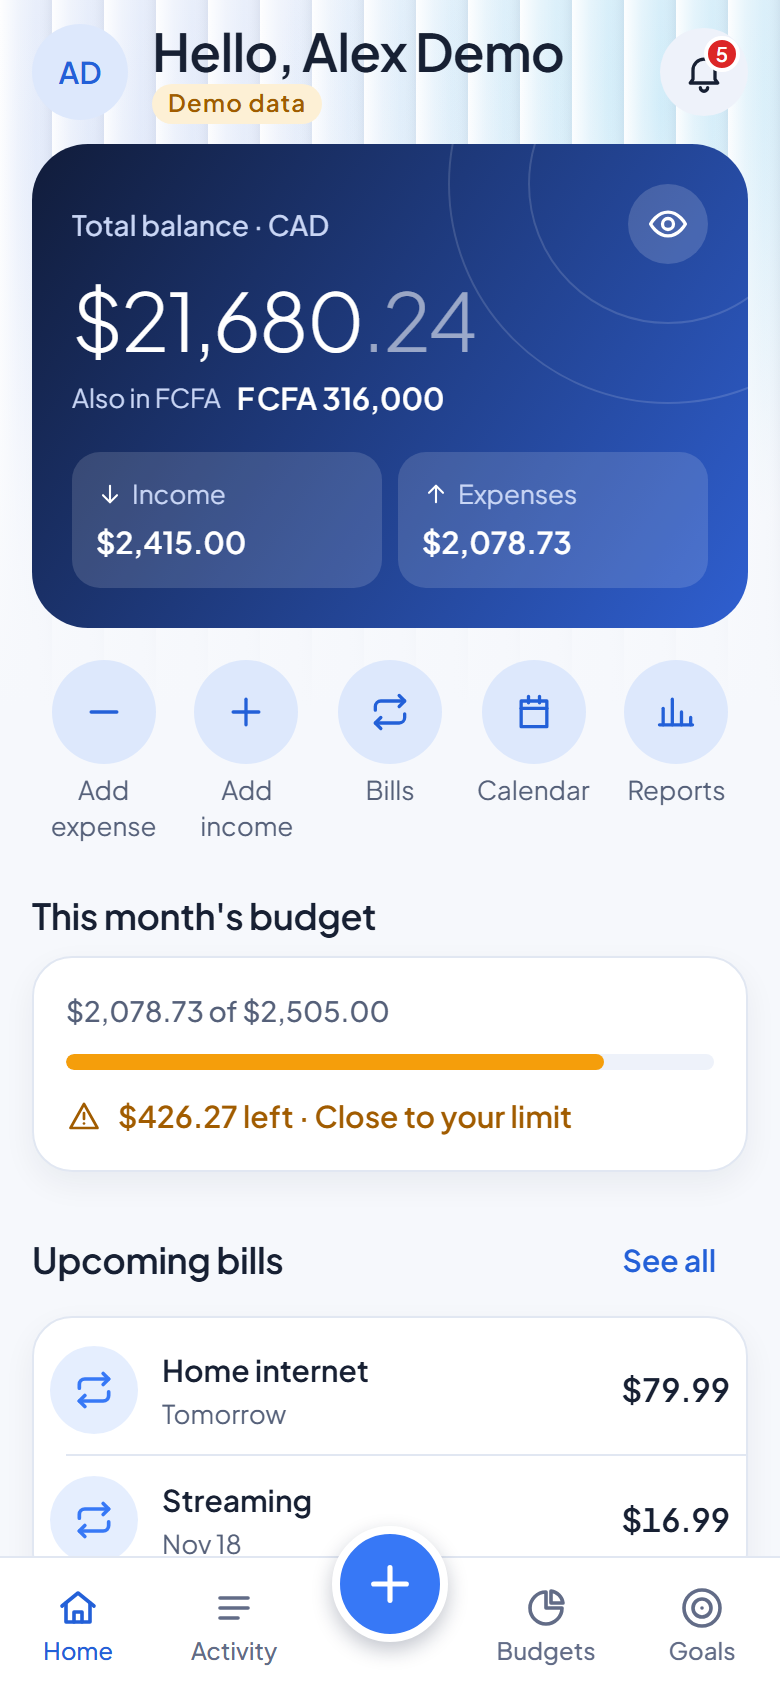 AD
Hello, Alex Demo
5
Demo data
Total balance · CAD
$21,680.24
Also in FCFA FCFA 316,000
Income
$2,415.00
Expenses
$2,078.73
Add
expense
Add
income
Bills
Calendar
Reports
This month's budget
$2,078.73 of $2,505.00
$426.27 left · Close to your limit
Upcoming bills
See all
Home internet
Tomorrow
$79.99
Streaming
Nov 18
$16.99
Home
Activity
Budgets
Goals